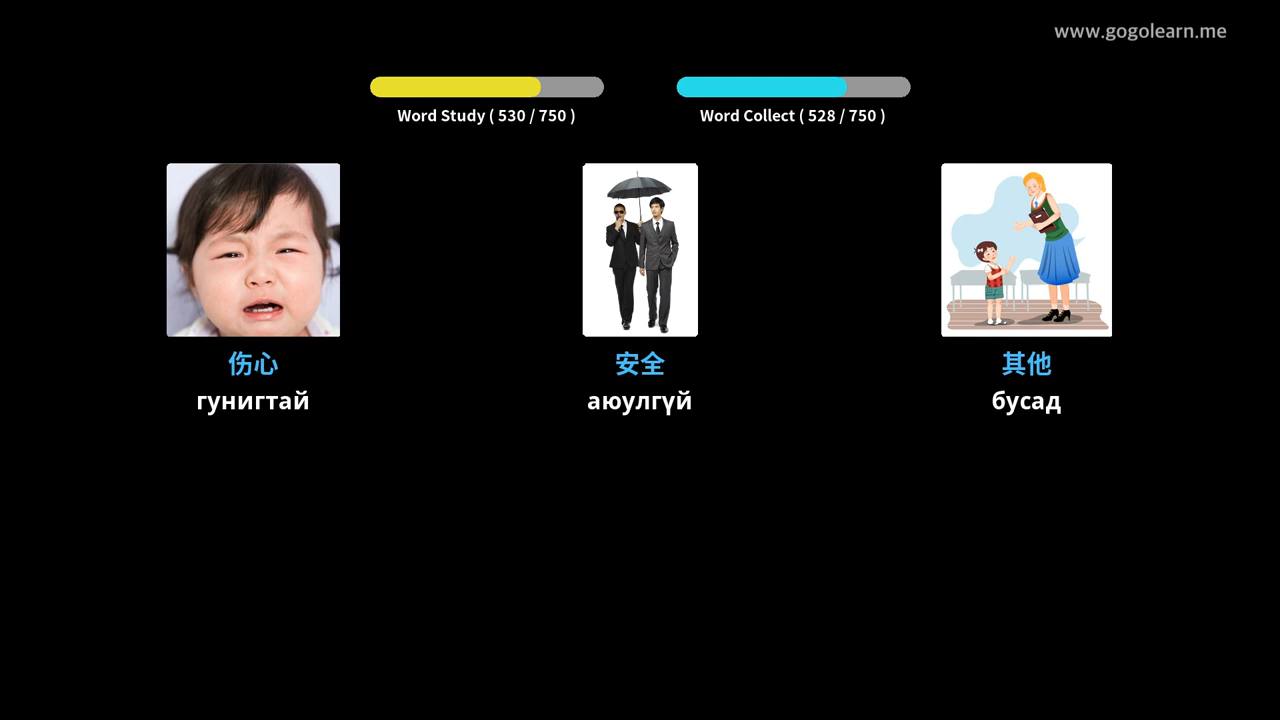 www.gogolearn.me
Word Study ( 530 / 750 )
Word Collect ( 528 / 750 )
伤心
安全
其他
гунигтай
аюулгүй
бусад